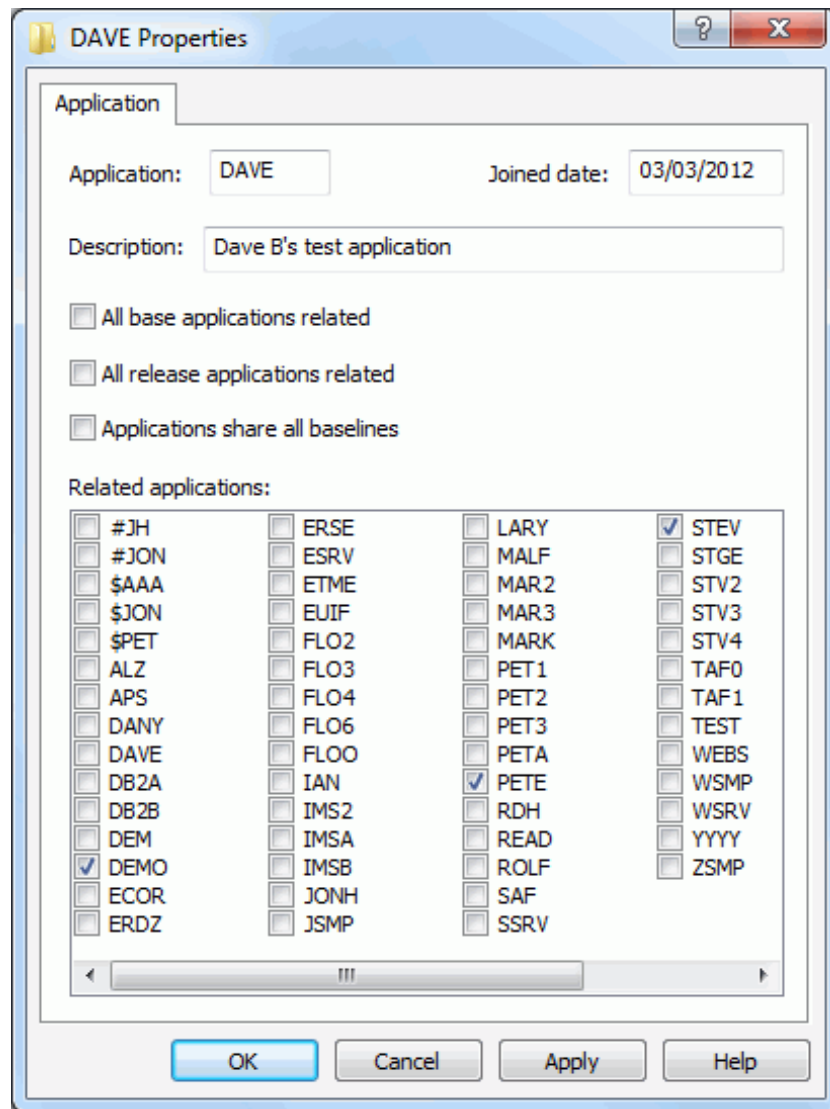 DAVE Properties
Application
Application: DAVE Joined date: 03/03/2012
Description: Dave B's test application
All base applications related
All release applications related
Applications share all baselines
Related applications:
#JH ERSE LARY STEV
#JON ESRV MALF STGE
$AAA ETME MAR2 STV2
$JON EUIF MAR3 STV3
$PET FLO2 MARK STV4
ALZ FLO3 PET1 TAF0
APS FLO4 PET2 TAF1
DANY FLO6 PET3 TEST
DAVE FLOO PETA WEBS
DB2A IAN PETE WSMP
DB2B IMS2 RDH WSRV
DEM IMSA READ YYYY
DEMO IMSB ROLF ZSMP
ECOR JONH SAF
ERDZ JSMP SSRV
OK Cancel Apply Help